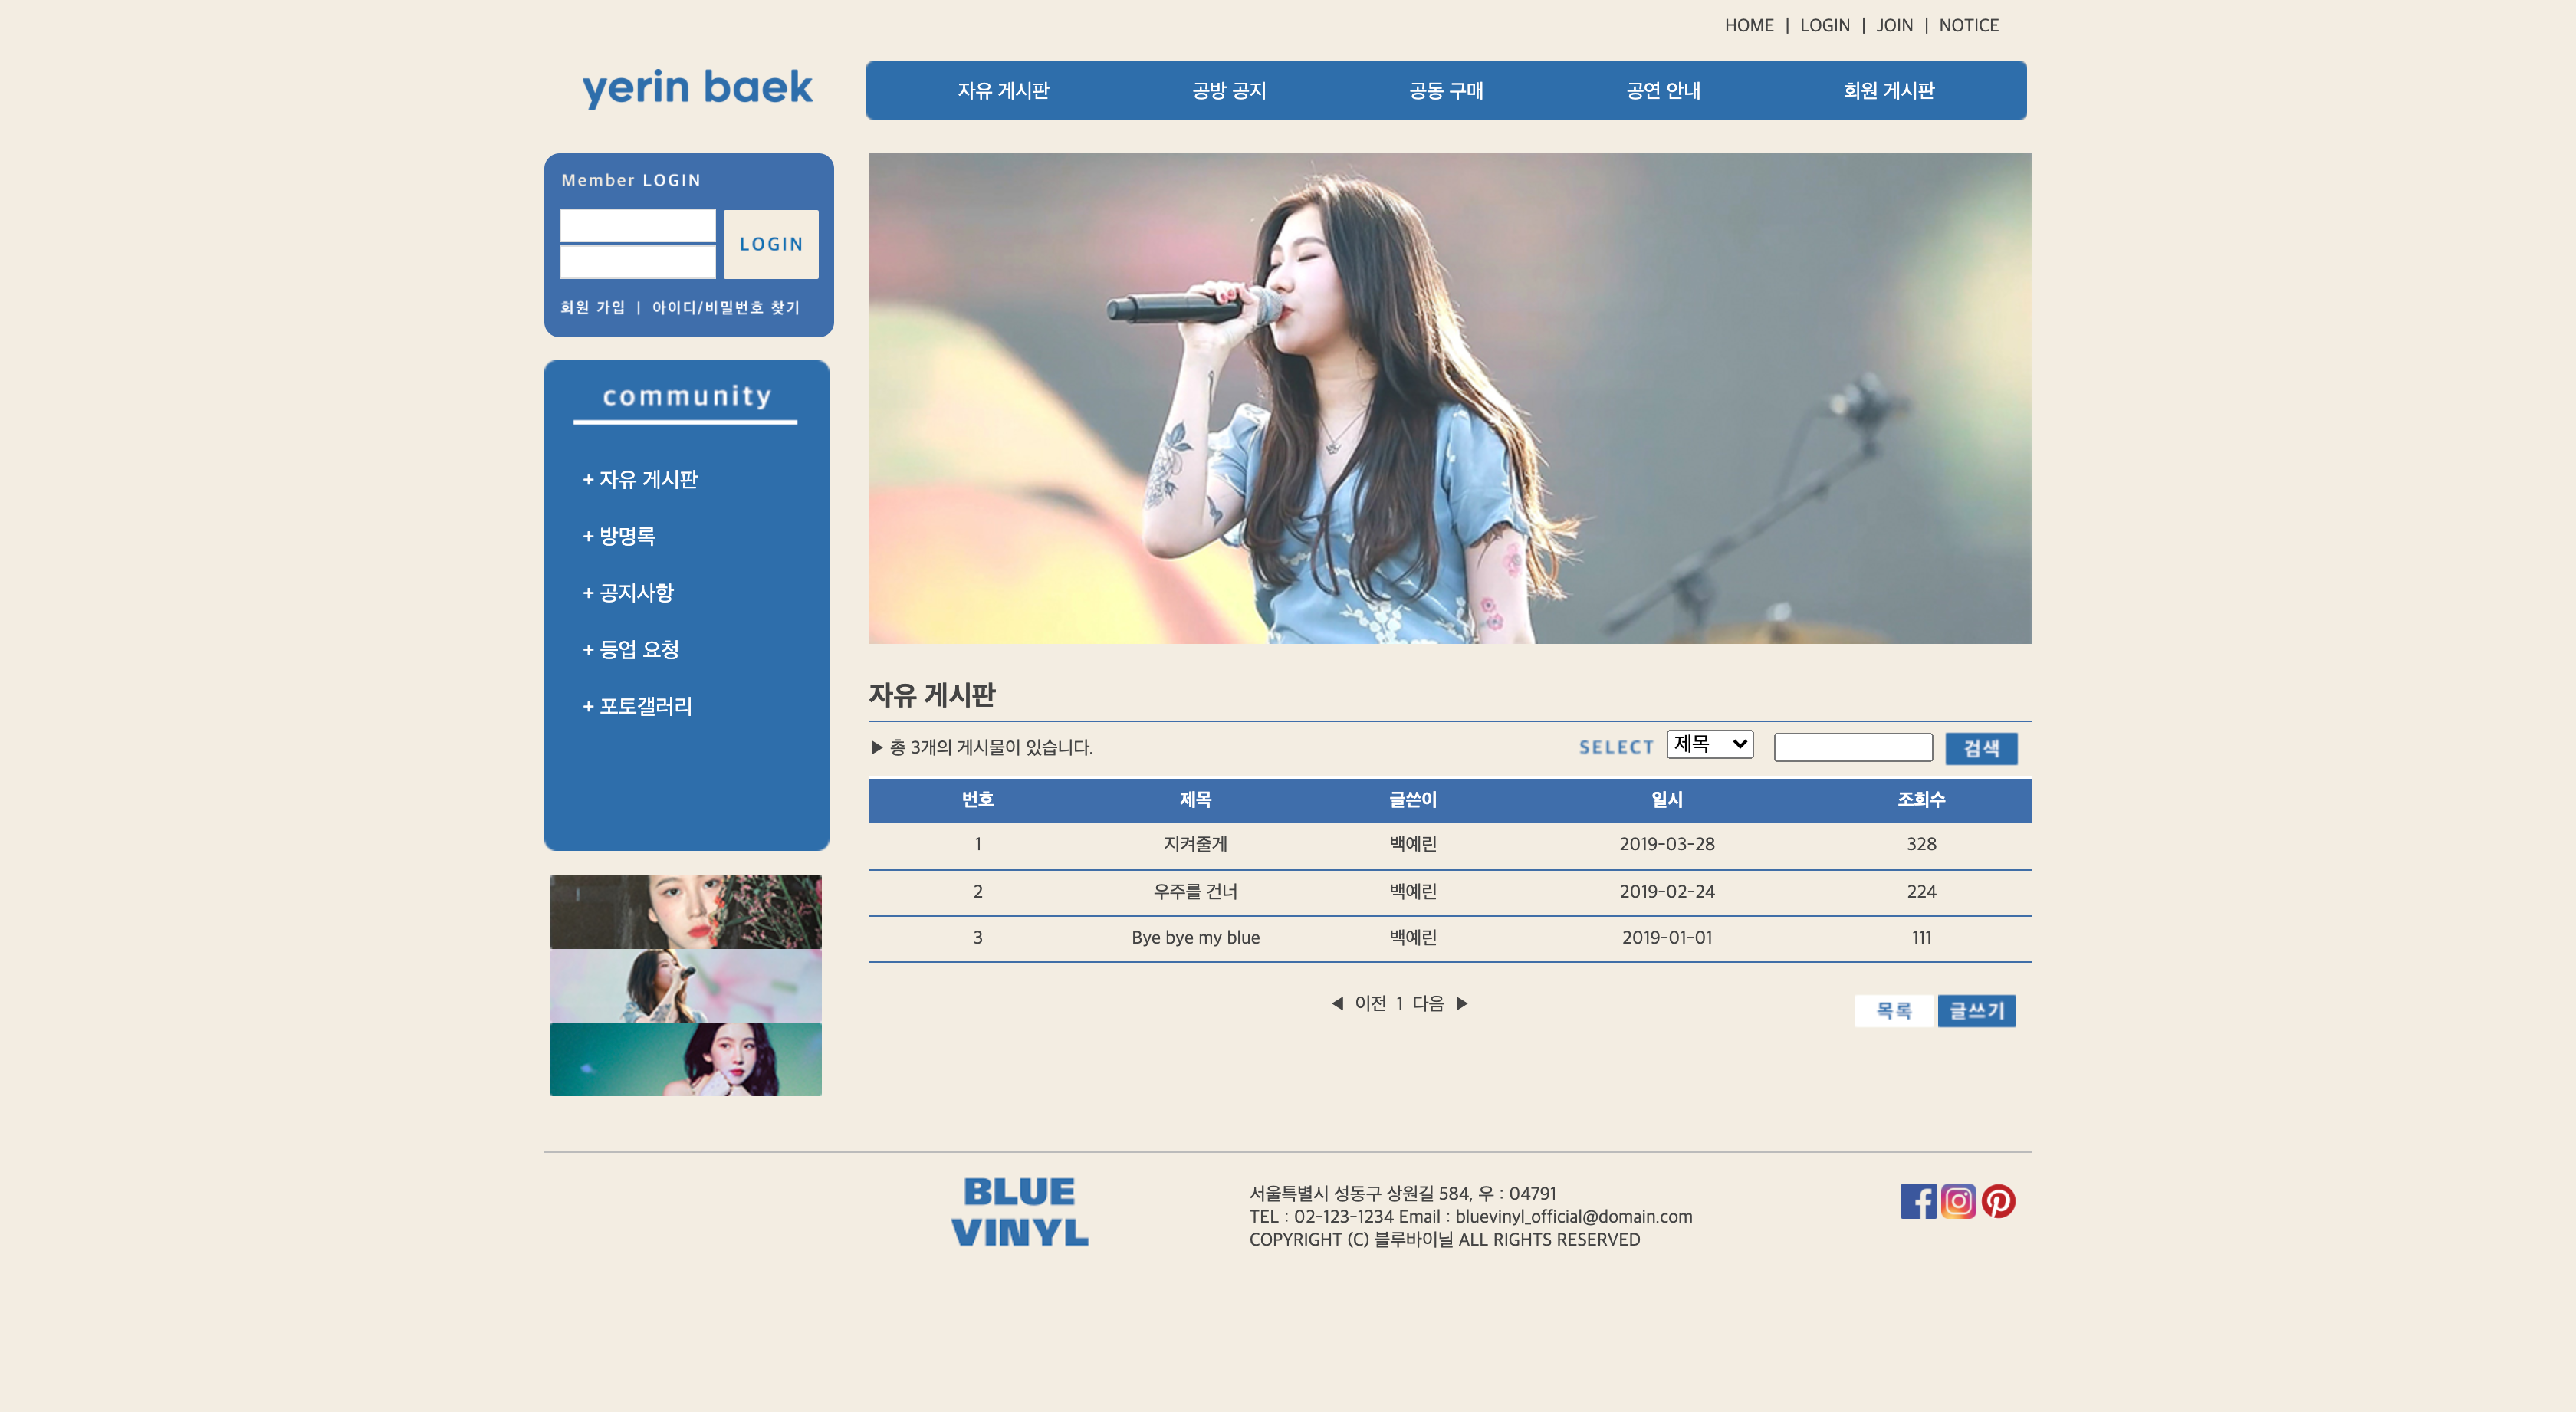 HOME | LOGIN | JOIN | NOTICE
yerin baek
자유 게시판 공방 공지 공동 구매 공연 안내 회원 게시판
Member LOGIN
LOGIN
회원 가입 | 아이디/비밀번호 찾기
community
+ 자유 게시판
+ 방명록
+ 공지사항
+ 등업 요청
+ 포토갤러리
자유 게시판
▶ 총 3개의 게시물이 있습니다. SELECT 제목 검색
번호 제목 글쓴이 일시 조회수
1 지켜줄게 백예린 2019-03-28 328
2 우주를 건너 백예린 2019-02-24 224
3 Bye bye my blue 백예린 2019-01-01 111
◀ 이전 1 다음 ▶ 목록 글쓰기
BLUE
VINYL
서울특별시 성동구 상원길 584, 우 : 04791
TEL : 02-123-1234 Email : bluevinyl_official@domain.com
COPYRIGHT (C) 블루바이닐 ALL RIGHTS RESERVED